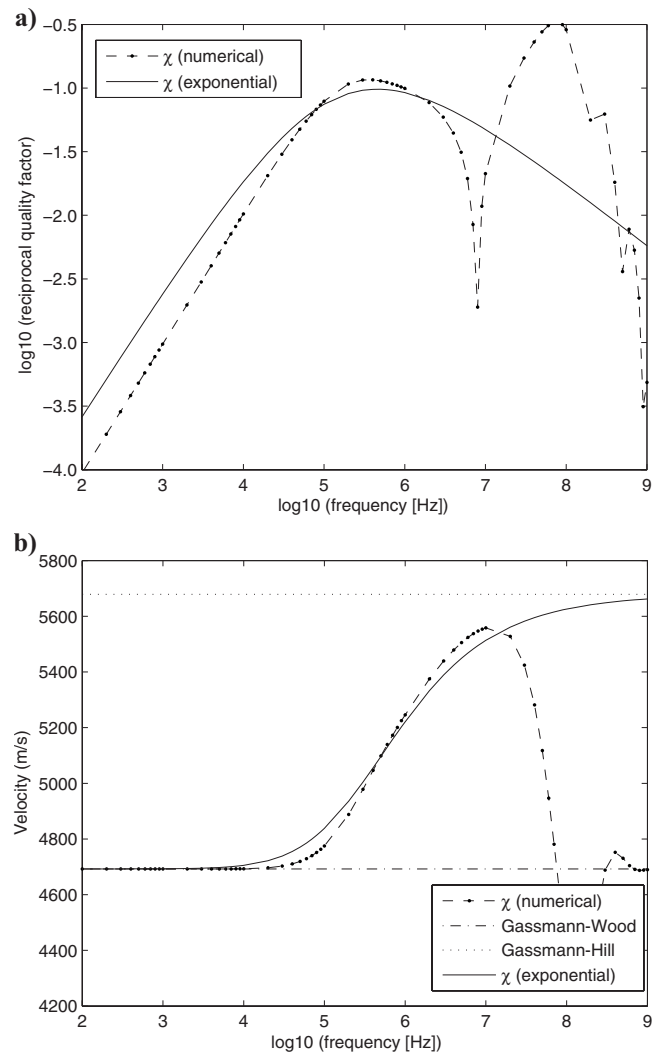 a)
−0.5
−1.0
−1.5
−2.0
−2.5
−3.0
−3.5
−4.0
log10 (reciprocal quality factor)
χ (numerical)
χ (exponential)
2 3 4 5 6 7 8 9
log10 (frequency [Hz])
b)
5800
5600
5400
5200
5000
4800
4600
4400
4200
Velocity (m/s)
χ (numerical)
Gassmann-Wood
Gassmann-Hill
χ (exponential)
2 3 4 5 6 7 8 9
log10 (frequency [Hz])